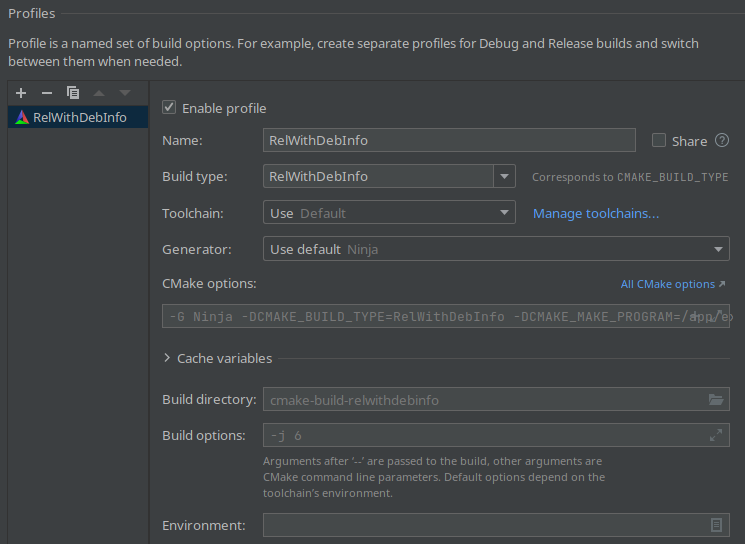 Profiles
Profile is a named set of build options. For example, create separate profiles for Debug and Release builds and switch
between them when needed.
RelWithDebInfo
Enable profile
Name: RelWithDebInfo Share
Build type: RelWithDebInfo Corresponds to CMAKE_BUILD_TYPE
Toolchain: Use Default Manage toolchains...
Generator: Use default Ninja
CMake options: All CMake options
-G Ninja -DCMAKE_BUILD_TYPE=RelWithDebInfo -DCMAKE_MAKE_PROGRAM=/app/
Cache variables
Build directory: cmake-build-relwithdebinfo
Build options: -j 6
Arguments after '--' are passed to the build, other arguments are
CMake command line parameters. Default options depend on the
toolchain's environment.
Environment: